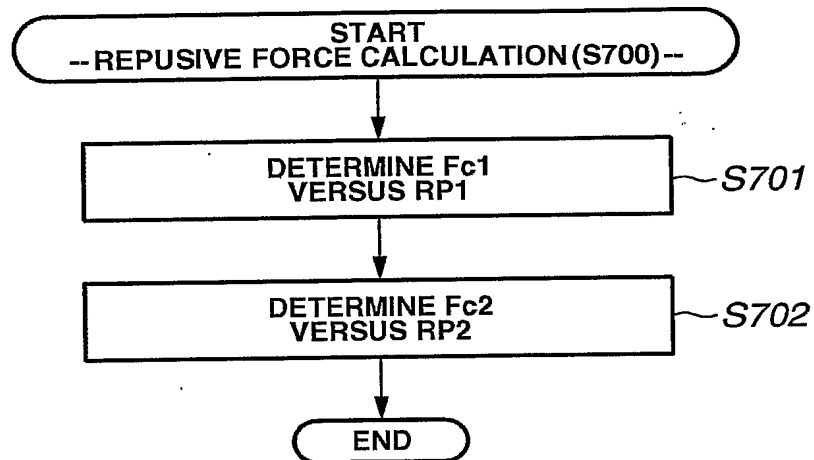 START
--REPUSIVE FORCE CALCULATION(S700)--
DETERMINE Fc1
VERSUS RP1
S701
DETERMINE Fc2
VERSUS RP2
S702
END